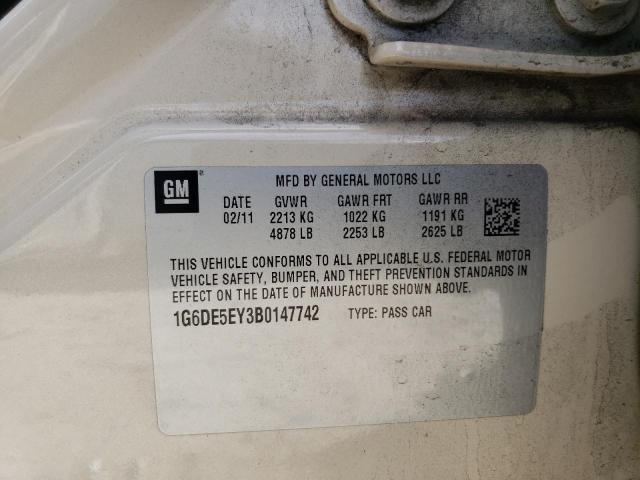 GM
MFD BY GENERAL MOTORS LLC
DATE GVWR GAWR FRT GAWR RR
02/11 2213 KG 1022 KG 1191 KG
4878 LB 2253 LB 2625 LB
THIS VEHICLE CONFORMS TO ALL APPLICABLE U.S. FEDERAL MOTOR
VEHICLE SAFETY, BUMPER, AND THEFT PREVENTION STANDARDS IN
EFFECT ON THE DATE OF MANUFACTURE SHOWN ABOVE.
1G6DE5EY3B0147742 TYPE: PASS CAR